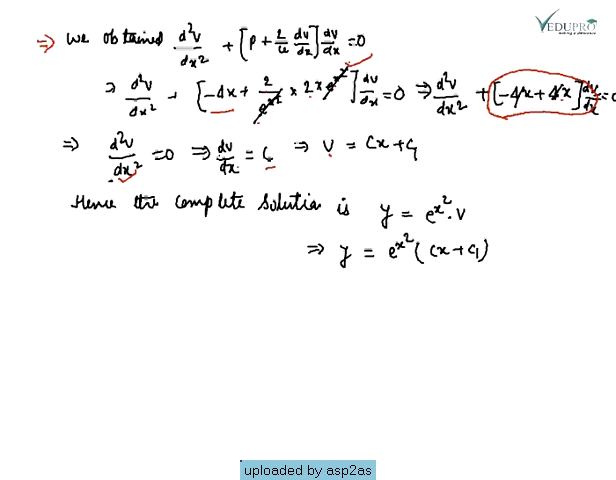 VEDUPRO
⇒ We obtained d²v/dx² + [P + 2/u du/dx] dv/dx = 0
⇒ d²v/dx² + [-4x + 2/e^x² × 2x e^x²] dv/dx = 0 ⇒ d²v/dx² + [-4x + 4x] dv/dx = 0
⇒ d²v/dx² = 0 ⇒ dv/dx = C ⇒ v = Cx + C₁
Hence the complete solution is y = e^x² · v
⇒ y = e^x² (Cx + C₁)
uploaded by asp2as